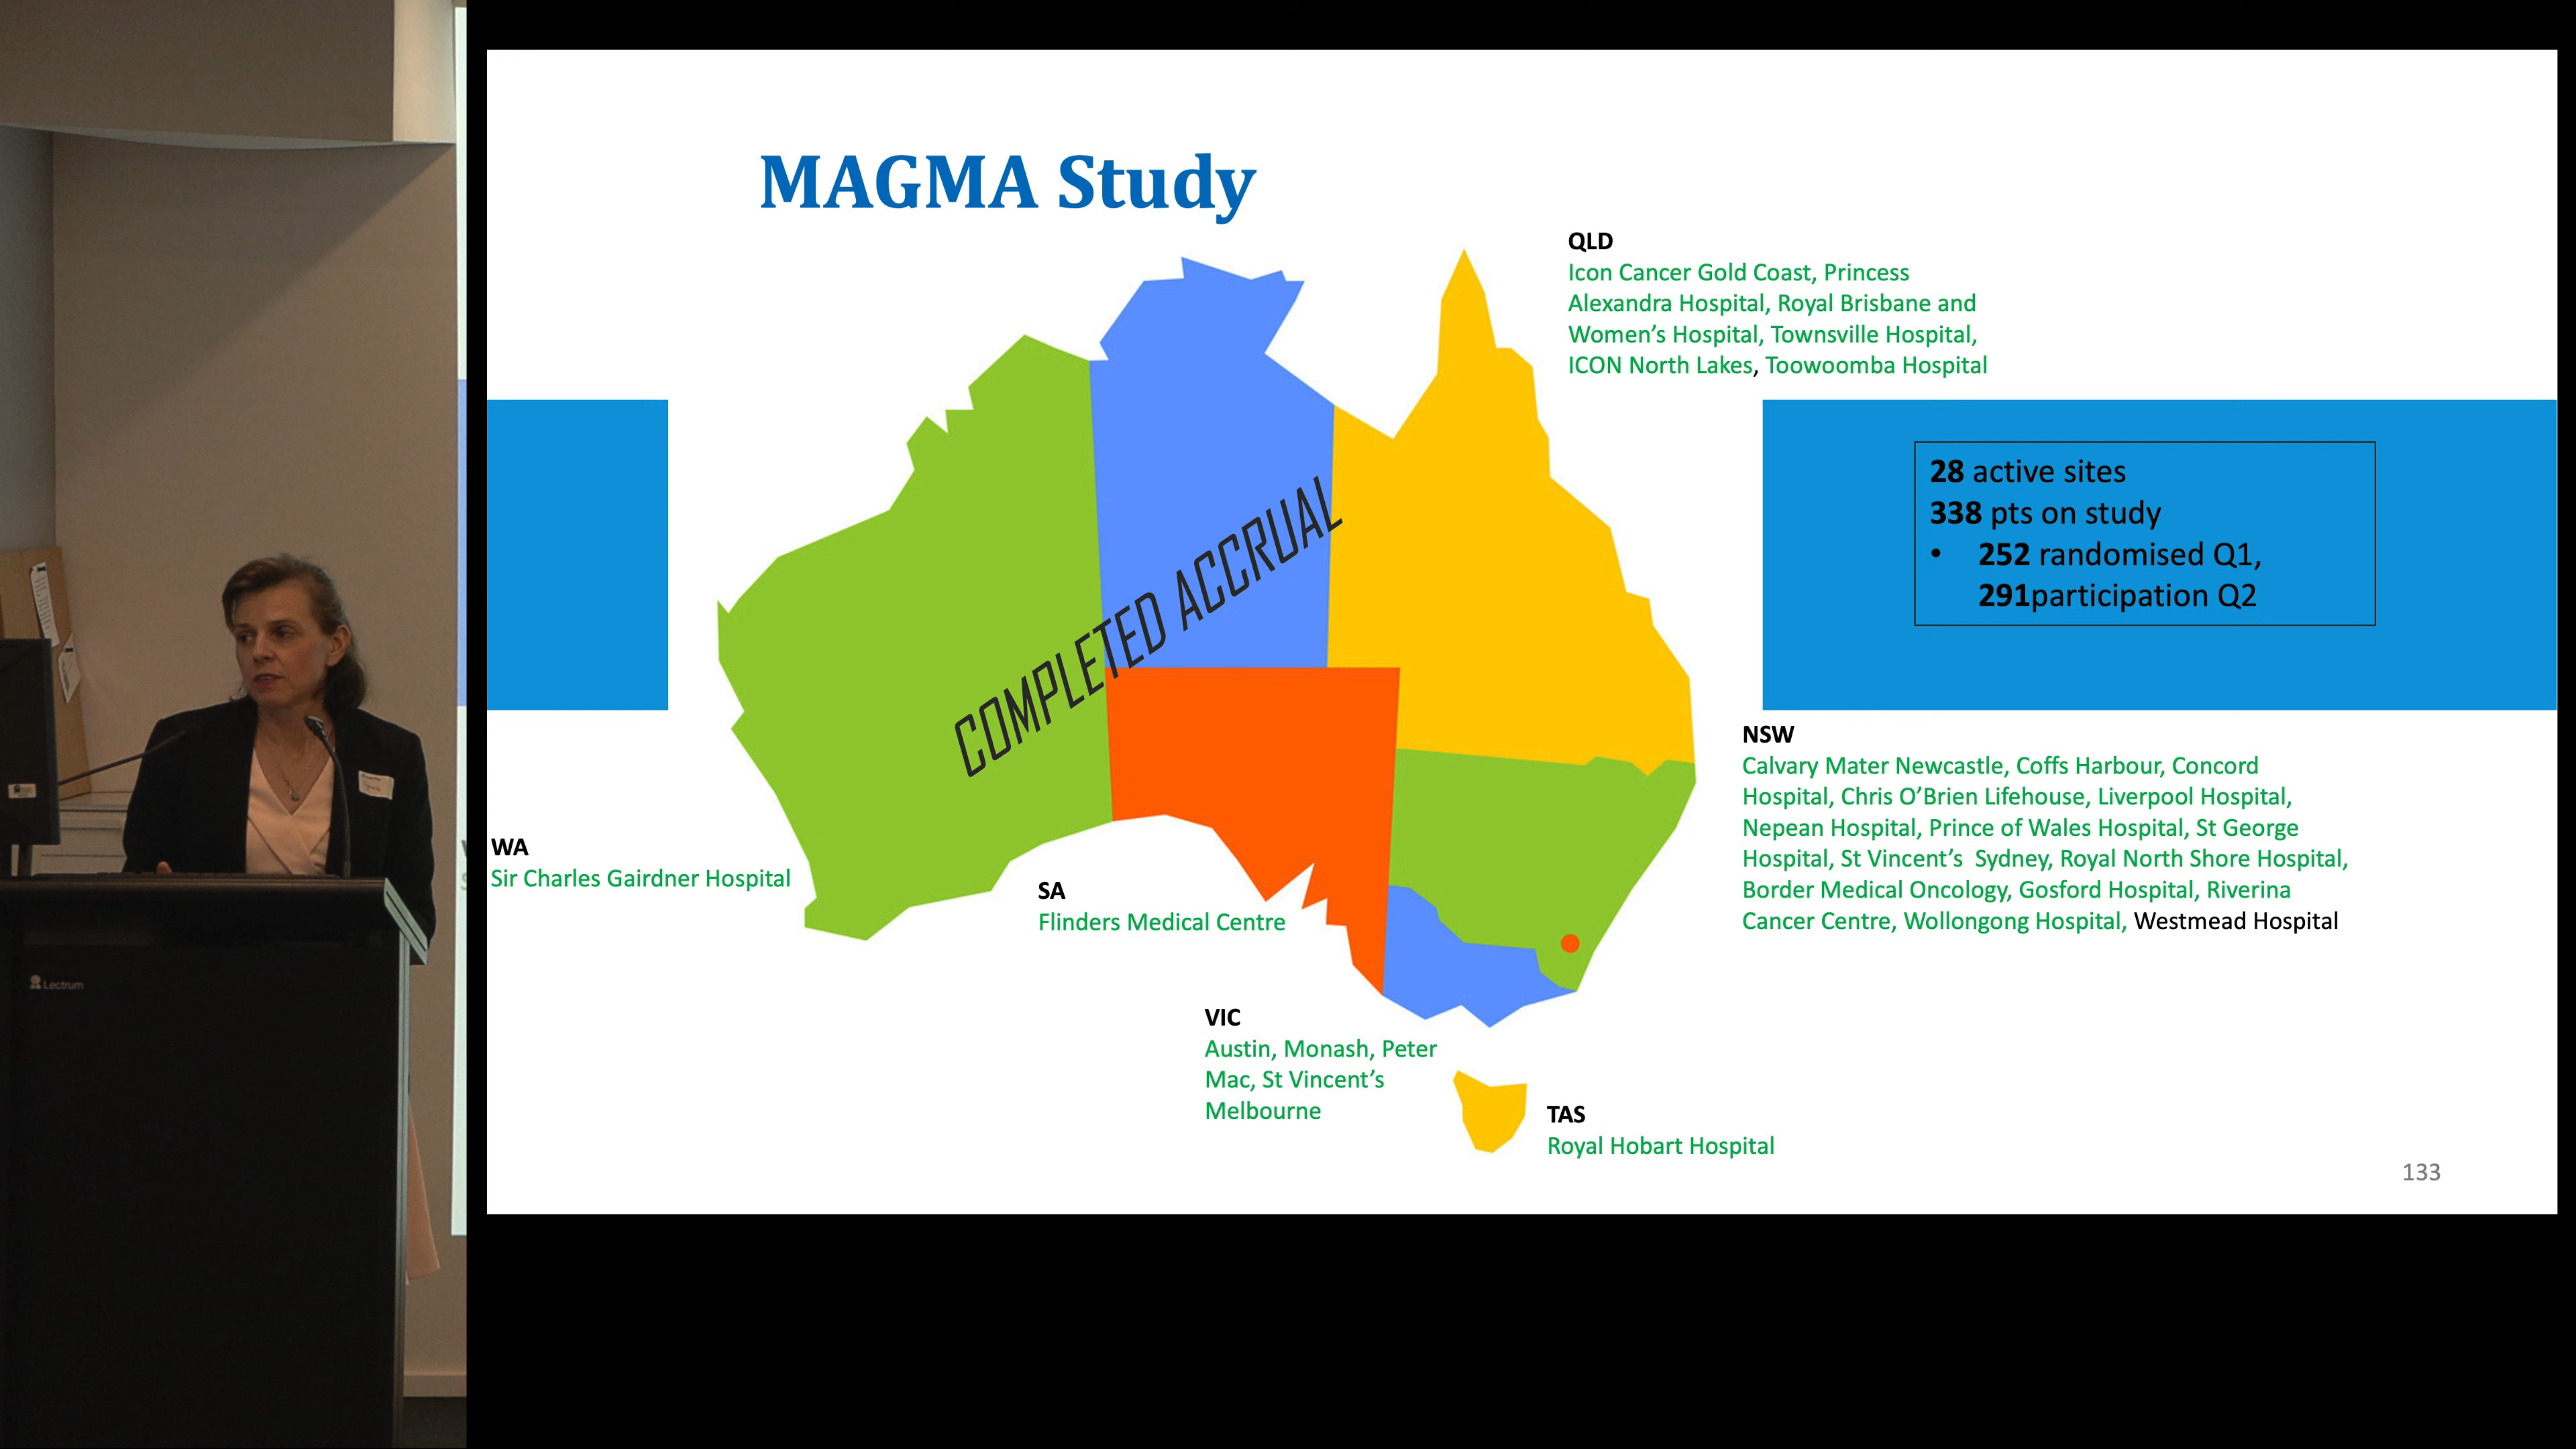 MAGMA Study
QLD
Icon Cancer Gold Coast, Princess
Alexandra Hospital, Royal Brisbane and
Women’s Hospital, Townsville Hospital,
ICON North Lakes, Toowoomba Hospital
28 active sites
338 pts on study
• 252 randomised Q1,
291participation Q2
COMPLETED ACCRUAL
NSW
Calvary Mater Newcastle, Coffs Harbour, Concord
Hospital, Chris O’Brien Lifehouse, Liverpool Hospital,
Nepean Hospital, Prince of Wales Hospital, St George
Hospital, St Vincent’s  Sydney, Royal North Shore Hospital,
Border Medical Oncology, Gosford Hospital, Riverina
Cancer Centre, Wollongong Hospital, Westmead Hospital
WA
Sir Charles Gairdner Hospital
SA
Flinders Medical Centre
VIC
Austin, Monash, Peter
Mac, St Vincent’s
Melbourne
TAS
Royal Hobart Hospital
133
Lectrum